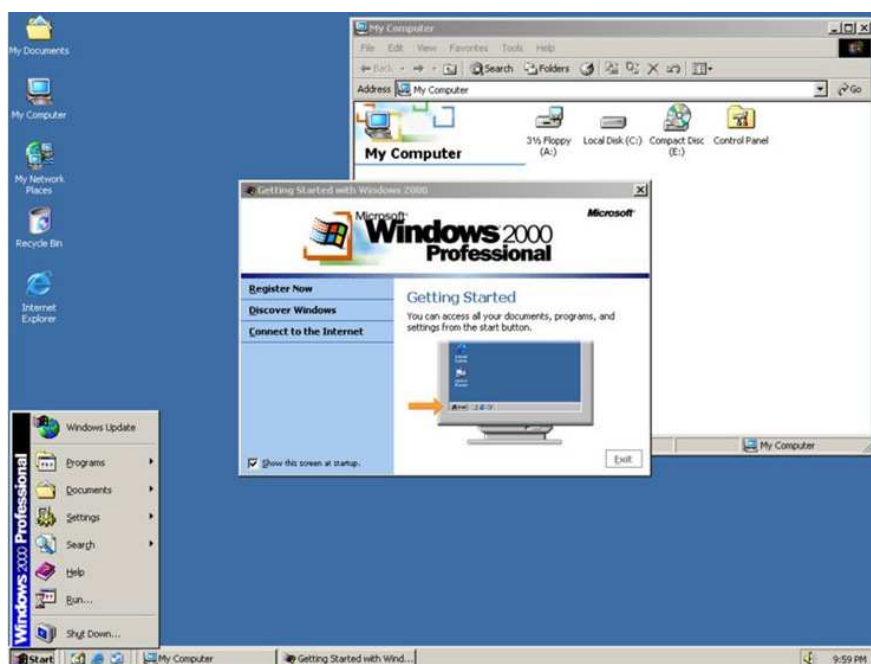 My Documents
My Computer
My Network
Places
Recycle Bin
Internet
Explorer
My Computer
File Edit View Favorites Tools Help
Back Search Folders
Address My Computer Go
My Computer
3½ Floppy
(A:)
Local Disk (C:)
Compact Disc
(E:)
Control Panel
Getting Started with Windows 2000
Microsoft
Windows 2000
Professional
Microsoft
Register Now
Discover Windows
Connect to the Internet
Getting Started
You can access all your documents, programs, and
settings from the start button.
Show this screen at startup.
Exit
My Computer
Windows 2000 Professional
Windows Update
Programs
Documents
Settings
Search
Help
Run...
Shut Down...
Start
My Computer
Getting Started with Wind...
9:59 PM